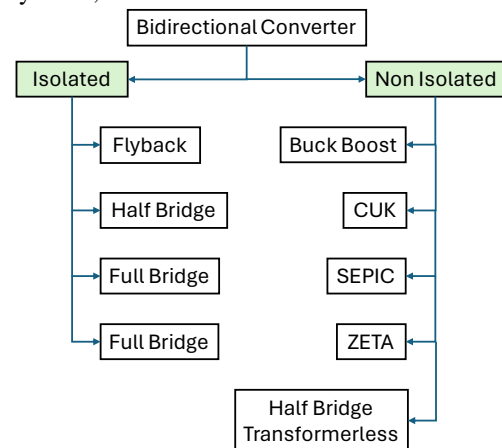 Bidirectional Converter
Isolated
Non Isolated
Flyback
Buck Boost
Half Bridge
CUK
Full Bridge
SEPIC
Full Bridge
ZETA
Half Bridge
Transformerless